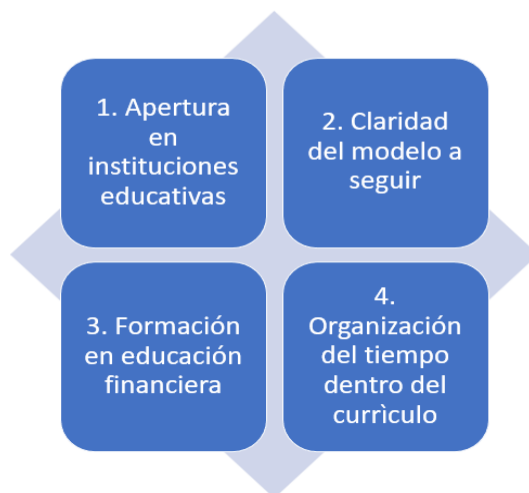 1. Apertura
en
instituciones
educativas
2. Claridad
del modelo a
seguir
3. Formación
en educación
financiera
4.
Organización
del tiempo
dentro del
currìculo